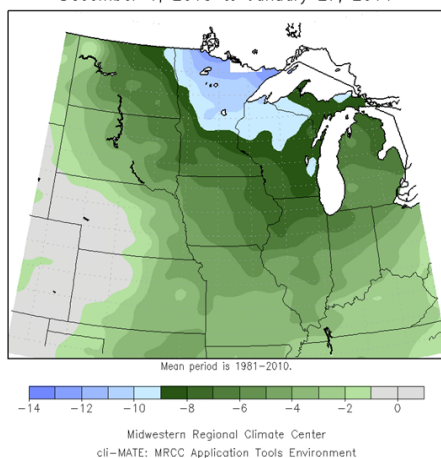 Mean period is 1981-2010.
-14 -12 -10 -8 -6 -4 -2 0
Midwestern Regional Climate Center
cli-MATE: MRCC Application Tools Environment